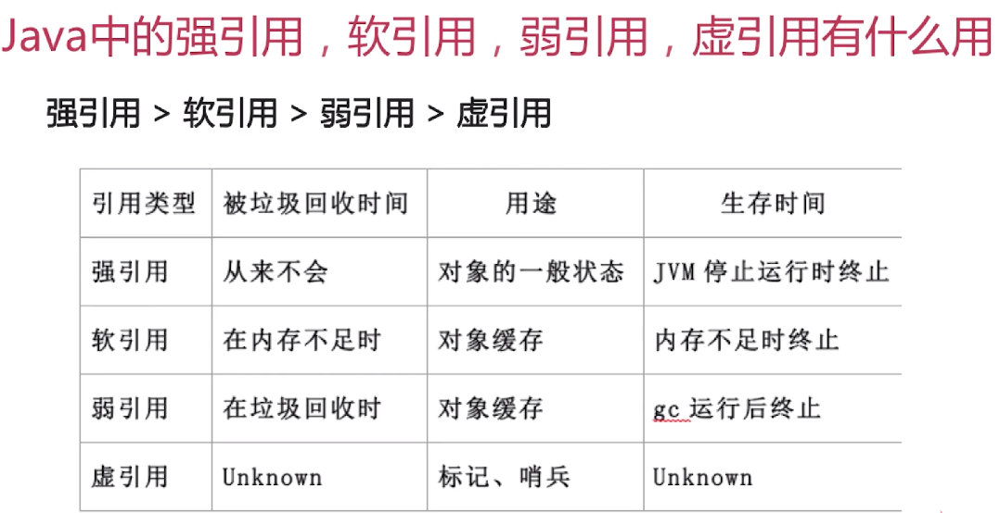 Java中的强引用，软引用，弱引用，虚引用有什么用
强引用 > 软引用 > 弱引用 > 虚引用
引用类型 被垃圾回收时间 用途 生存时间
强引用 从来不会 对象的一般状态 JVM 停止运行时终止
软引用 在内存不足时 对象缓存 内存不足时终止
弱引用 在垃圾回收时 对象缓存 gc 运行后终止
虚引用 Unknown 标记、哨兵 Unknown